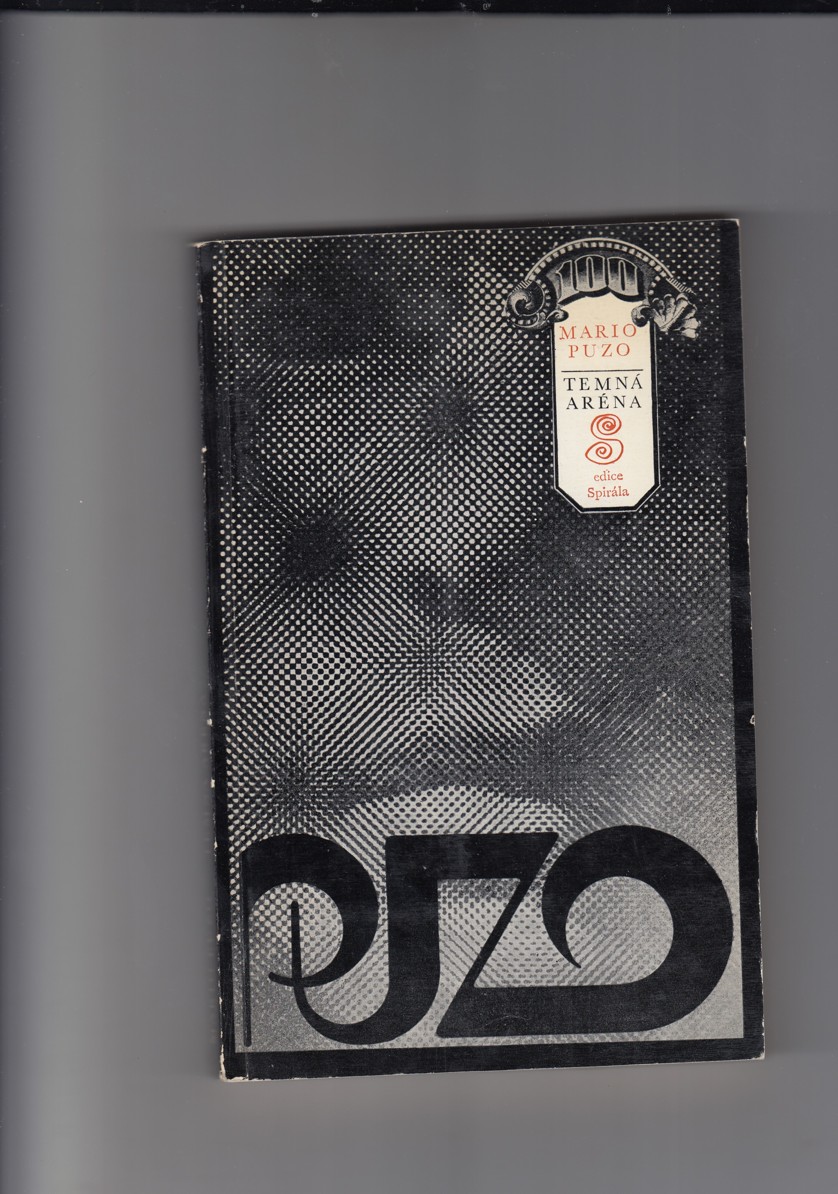 100
MARIO
PUZO
TEMNÁ
ARÉNA
S
edice
Spirála
PUZO